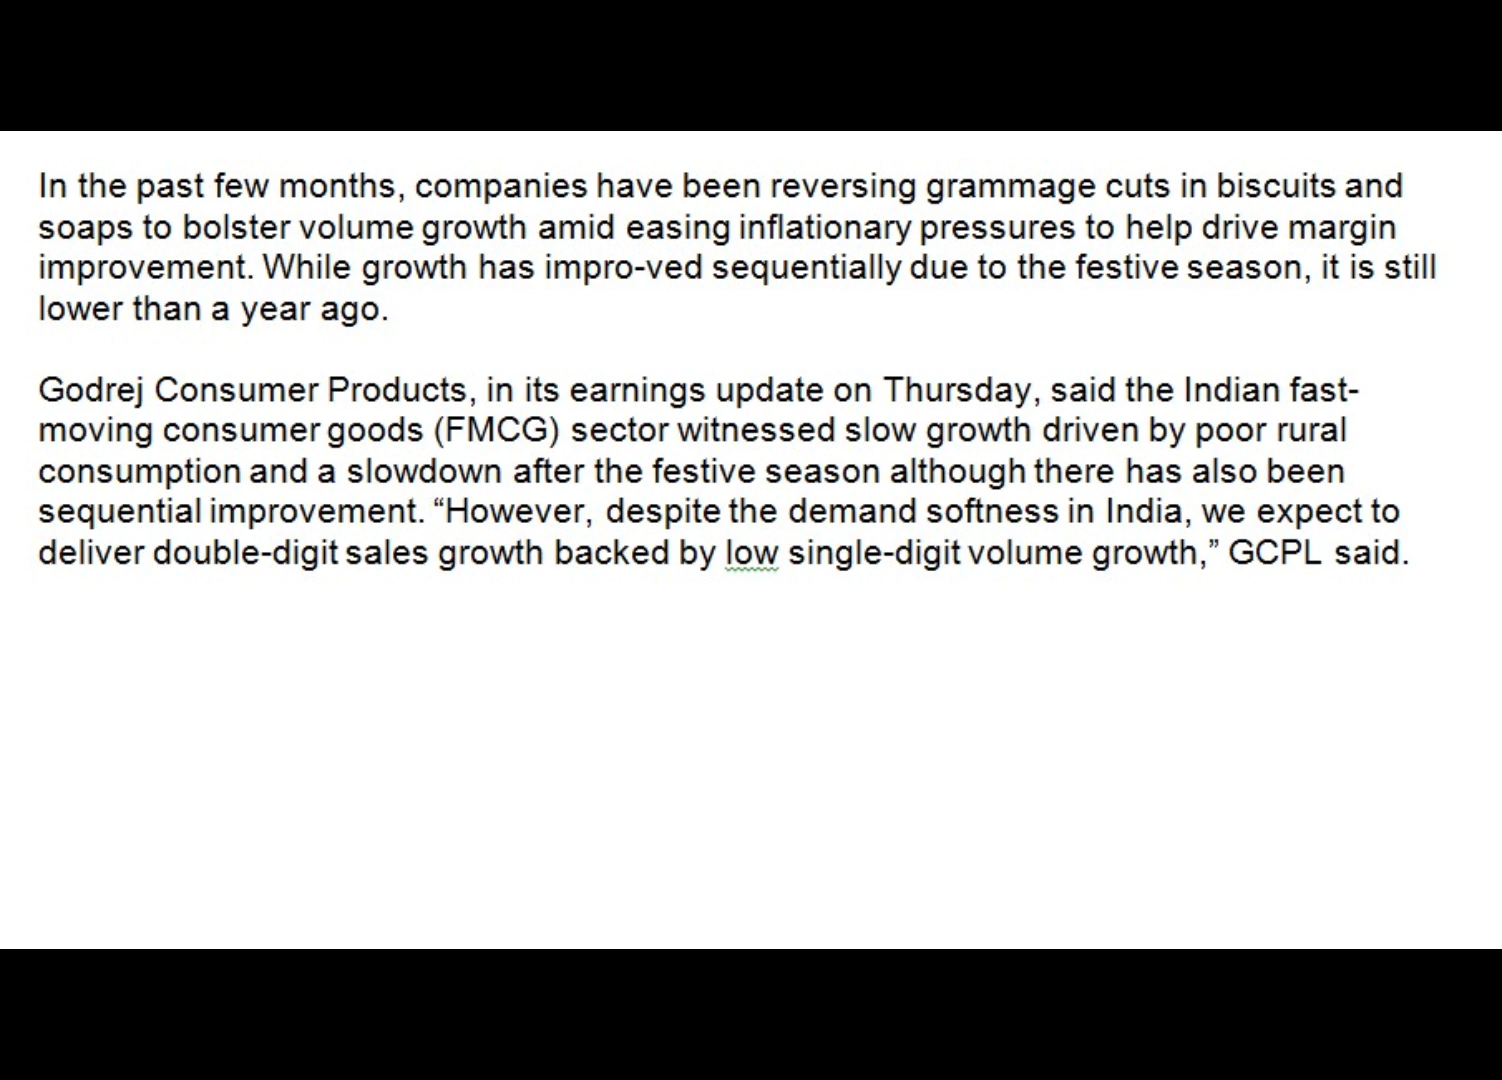 In the past few months, companies have been reversing grammage cuts in biscuits and
soaps to bolster volume growth amid easing inflationary pressures to help drive margin
improvement. While growth has impro-ved sequentially due to the festive season, it is still
lower than a year ago.
Godrej Consumer Products, in its earnings update on Thursday, said the Indian fast-
moving consumer goods (FMCG) sector witnessed slow growth driven by poor rural
consumption and a slowdown after the festive season although there has also been
sequential improvement. “However, despite the demand softness in India, we expect to
deliver double-digit sales growth backed by low single-digit volume growth,” GCPL said.